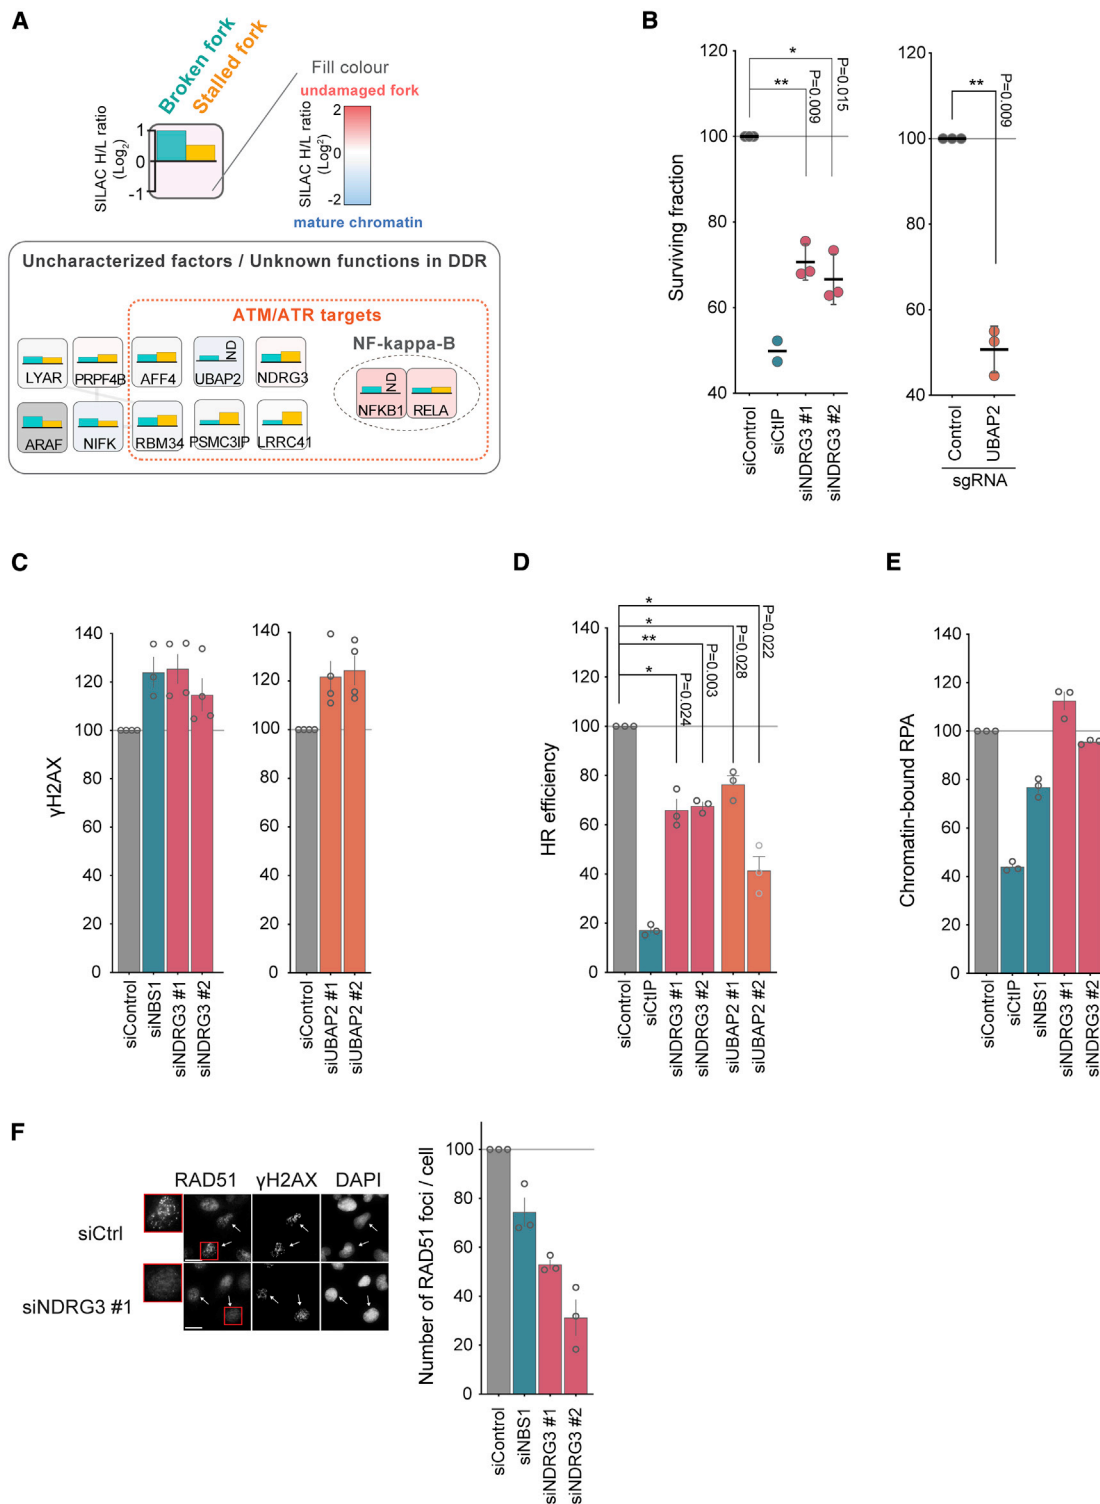 A
Broken fork
Stalled fork
SILAC H/L ratio
(Log2)
1
0
-1
Fill colour
undamaged fork
SILAC H/L ratio
(Log2)
2
0
-2
mature chromatin
Uncharacterized factors / Unknown functions in DDR
ATM/ATR targets
NF-kappa-B
LYAR
PRPF4B
AFF4
UBAP2
ND
NDRG3
NFKB1
ND
RELA
ARAF
NIFK
RBM34
PSMC3IP
LRRC41
B
Surviving fraction
120
100
80
60
40
*
**
P=0.009
P=0.015
siControl
siCtIP
siNDRG3 #1
siNDRG3 #2
120
100
80
60
40
**
P=0.009
Control
UBAP2
sgRNA
C
γH2AX
140
120
100
80
60
40
20
0
siControl
siNBS1
siNDRG3 #1
siNDRG3 #2
140
120
100
80
60
40
20
0
siControl
siUBAP2 #1
siUBAP2 #2
D
HR efficiency
140
120
100
80
60
40
20
0
*
*
**
*
P=0.024
P=0.003
P=0.028
P=0.022
siControl
siCtIP
siNDRG3 #1
siNDRG3 #2
siUBAP2 #1
siUBAP2 #2
E
Chromatin-bound RPA
140
120
100
80
60
40
20
0
siControl
siCtIP
siNBS1
siNDRG3 #1
siNDRG3 #2
F
RAD51
γH2AX
DAPI
siCtrl
siNDRG3 #1
Number of RAD51 foci / cell
100
80
60
40
20
0
siControl
siNBS1
siNDRG3 #1
siNDRG3 #2